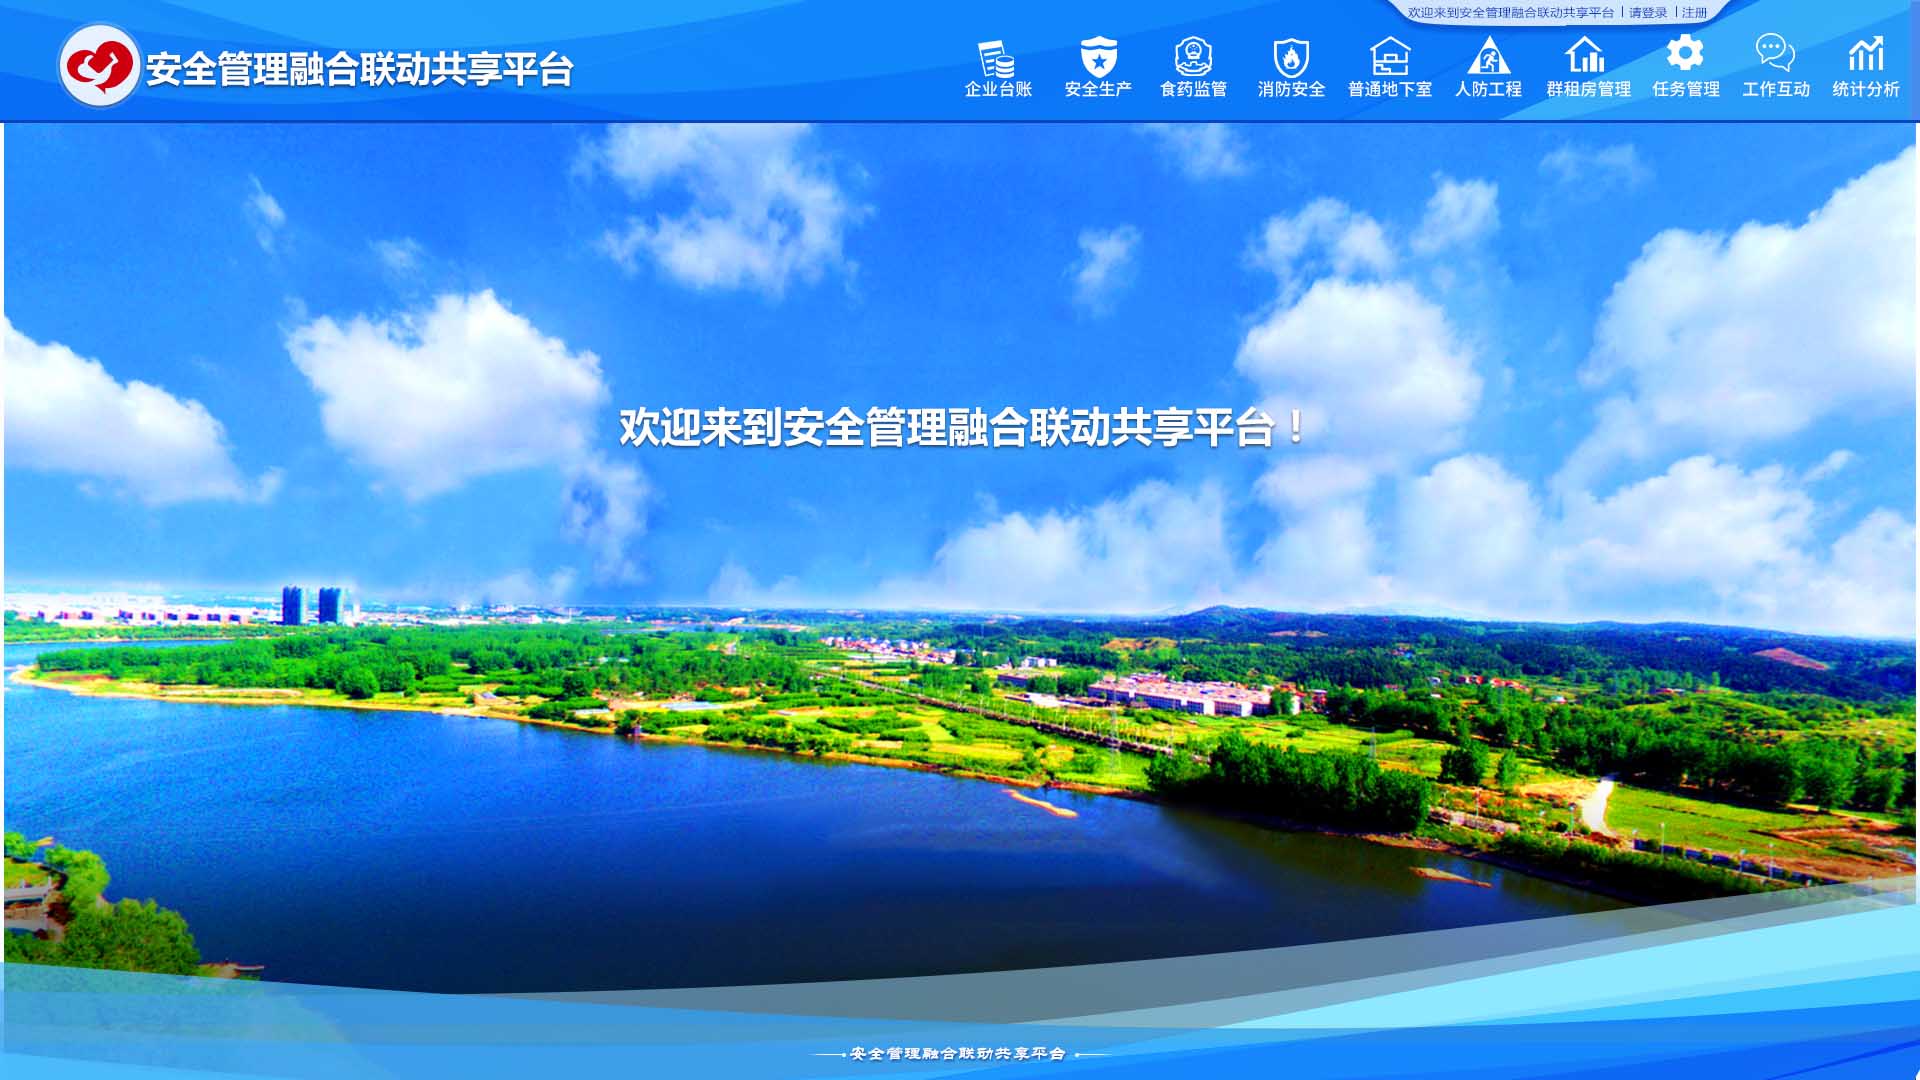 欢迎来到安全管理融合联动共享平台 | 请登录 | 注册
安全管理融合联动共享平台
企业台账 安全生产 食药监管 消防安全 普通地下室 人防工程 群租房管理 任务管理 工作互动 统计分析
欢迎来到安全管理融合联动共享平台！
安全管理融合联动共享平台